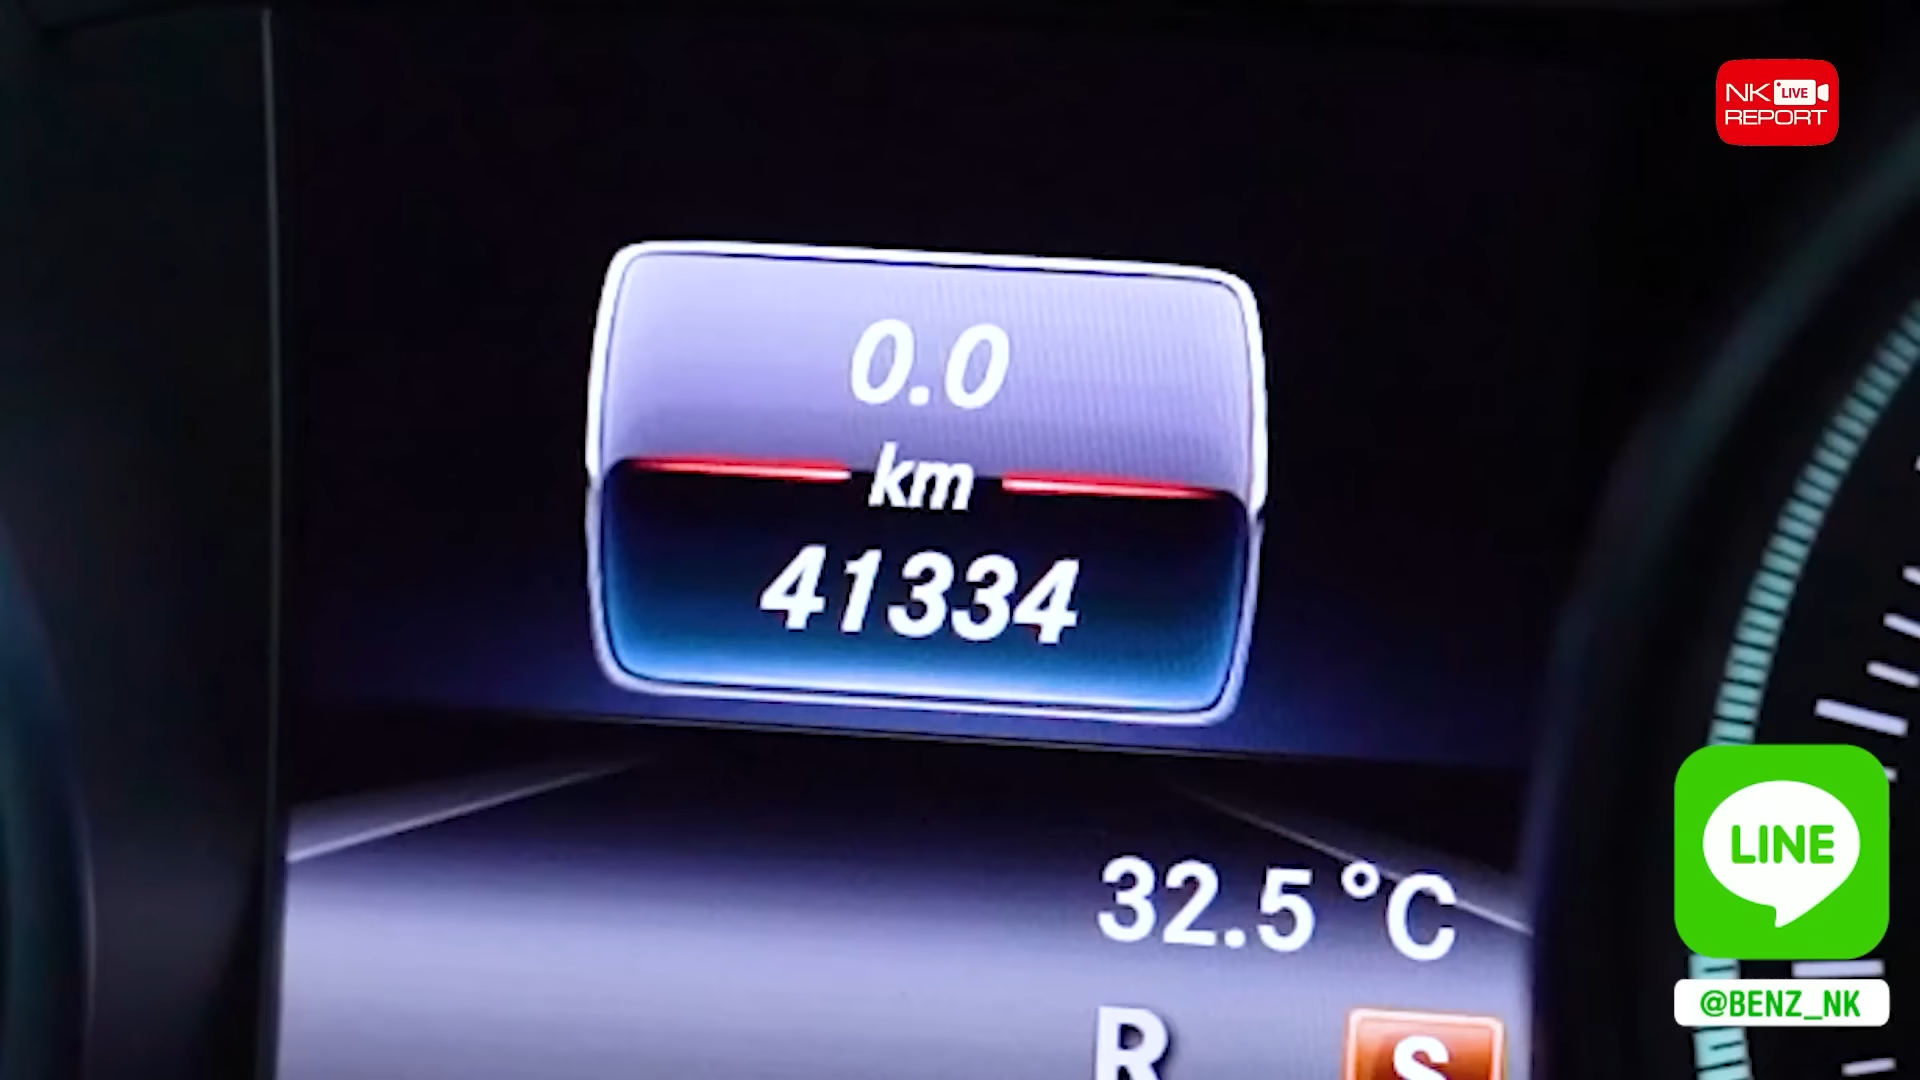 NK LIVE
REPORT
0.0
km
41334
32.5 °C
R S
LINE
@BENZ_NK